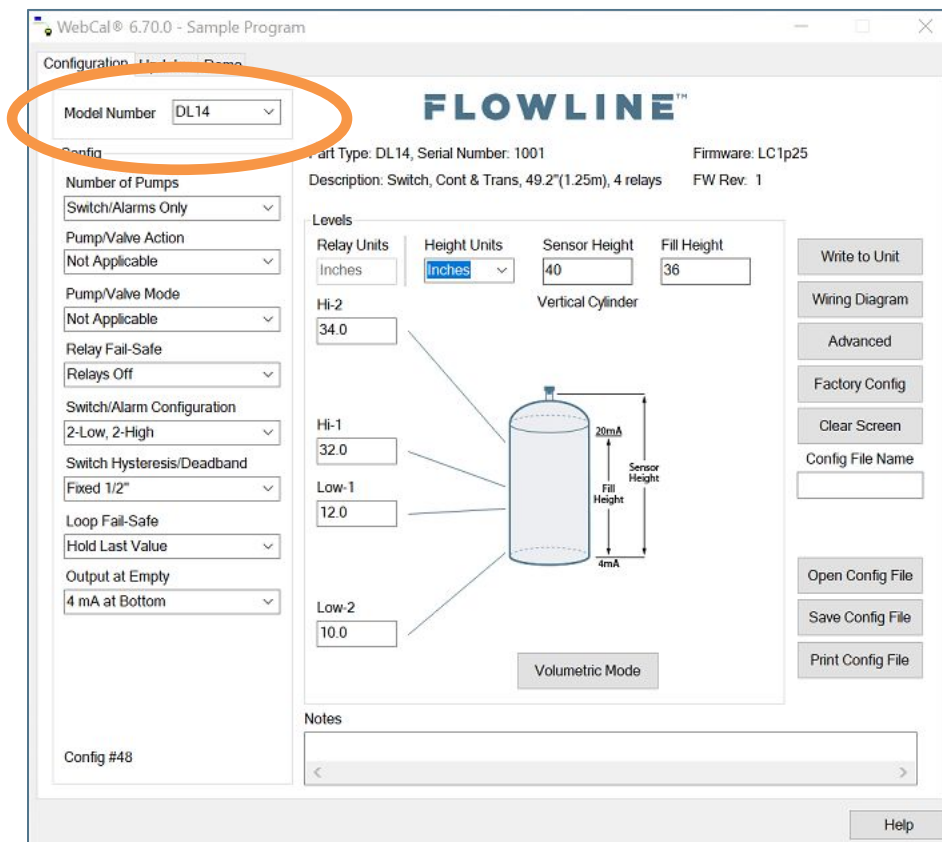 WebCal® 6.70.0 - Sample Program
Configuration
Model Number DL14
FLOWLINE™
Config
Part Type: DL14, Serial Number: 1001 Firmware: LC1p25
Description: Switch, Cont & Trans, 49.2"(1.25m), 4 relays FW Rev: 1
Number of Pumps
Switch/Alarms Only
Pump/Valve Action
Not Applicable
Pump/Valve Mode
Not Applicable
Relay Fail-Safe
Relays Off
Switch/Alarm Configuration
2-Low, 2-High
Switch Hysteresis/Deadband
Fixed 1/2"
Loop Fail-Safe
Hold Last Value
Output at Empty
4 mA at Bottom
Config #48
Levels
Relay Units Height Units Sensor Height Fill Height
Inches Inches 40 36
Vertical Cylinder
Hi-2
34.0
Hi-1
32.0
Low-1
12.0
Low-2
10.0
20mA
Sensor
Height
Fill
Height
4mA
Volumetric Mode
Notes
Write to Unit
Wiring Diagram
Advanced
Factory Config
Clear Screen
Config File Name
Open Config File
Save Config File
Print Config File
Help